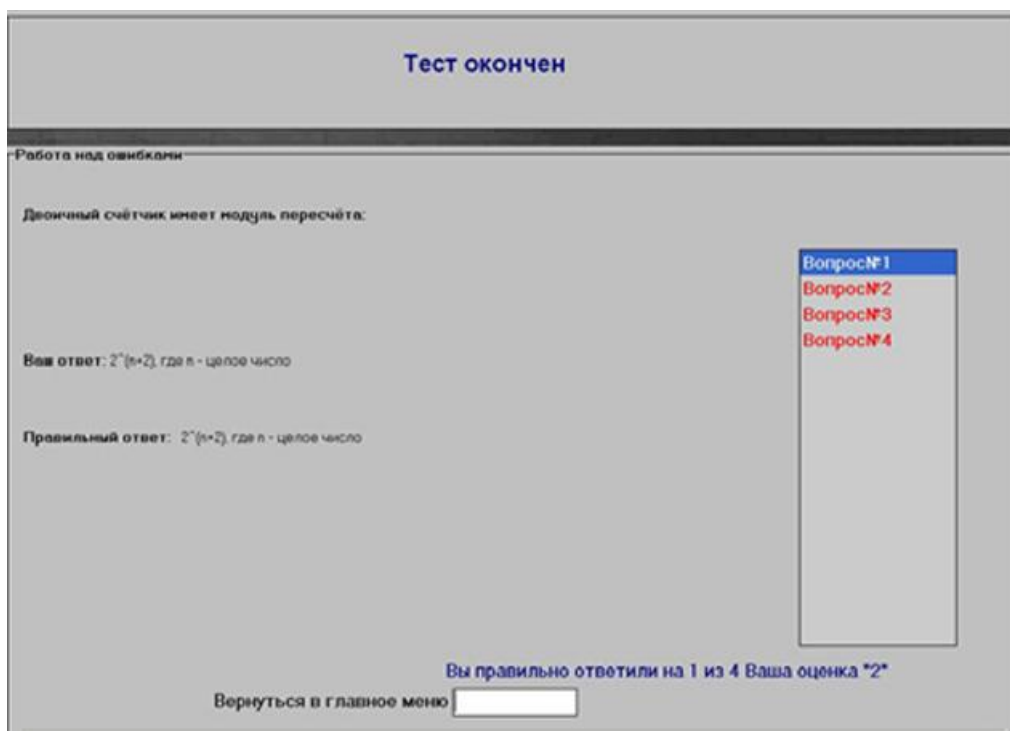 Тест окончен
Работа над ошибками
Двоичный счётчик имеет модуль пересчёта:
Вопрос№1
Вопрос№2
Вопрос№3
Вопрос№4
Ваш ответ: 2^(n+2), где n - целое число
Правильный ответ: 2^(n+2), где n - целое число
Вы правильно ответили на 1 из 4 Ваша оценка "2"
Вернуться в главное меню